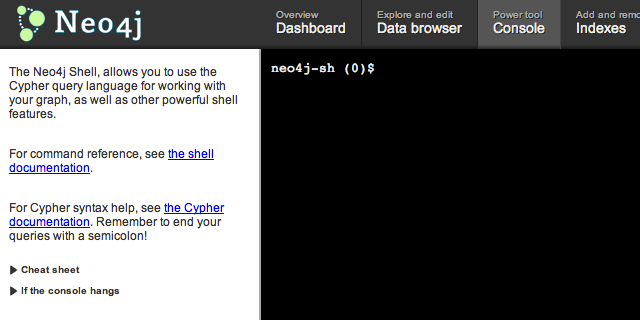 Neo4j
Overview
Dashboard
Explore and edit
Data browser
Power tool
Console
Add and remo
Indexes
The Neo4j Shell, allows you to use the
Cypher query language for working with
your graph, as well as other powerful shell
features.
For command reference, see the shell
documentation.
For Cypher syntax help, see the Cypher
documentation. Remember to end your
queries with a semicolon!
Cheat sheet
If the console hangs
neo4j-sh (0)$